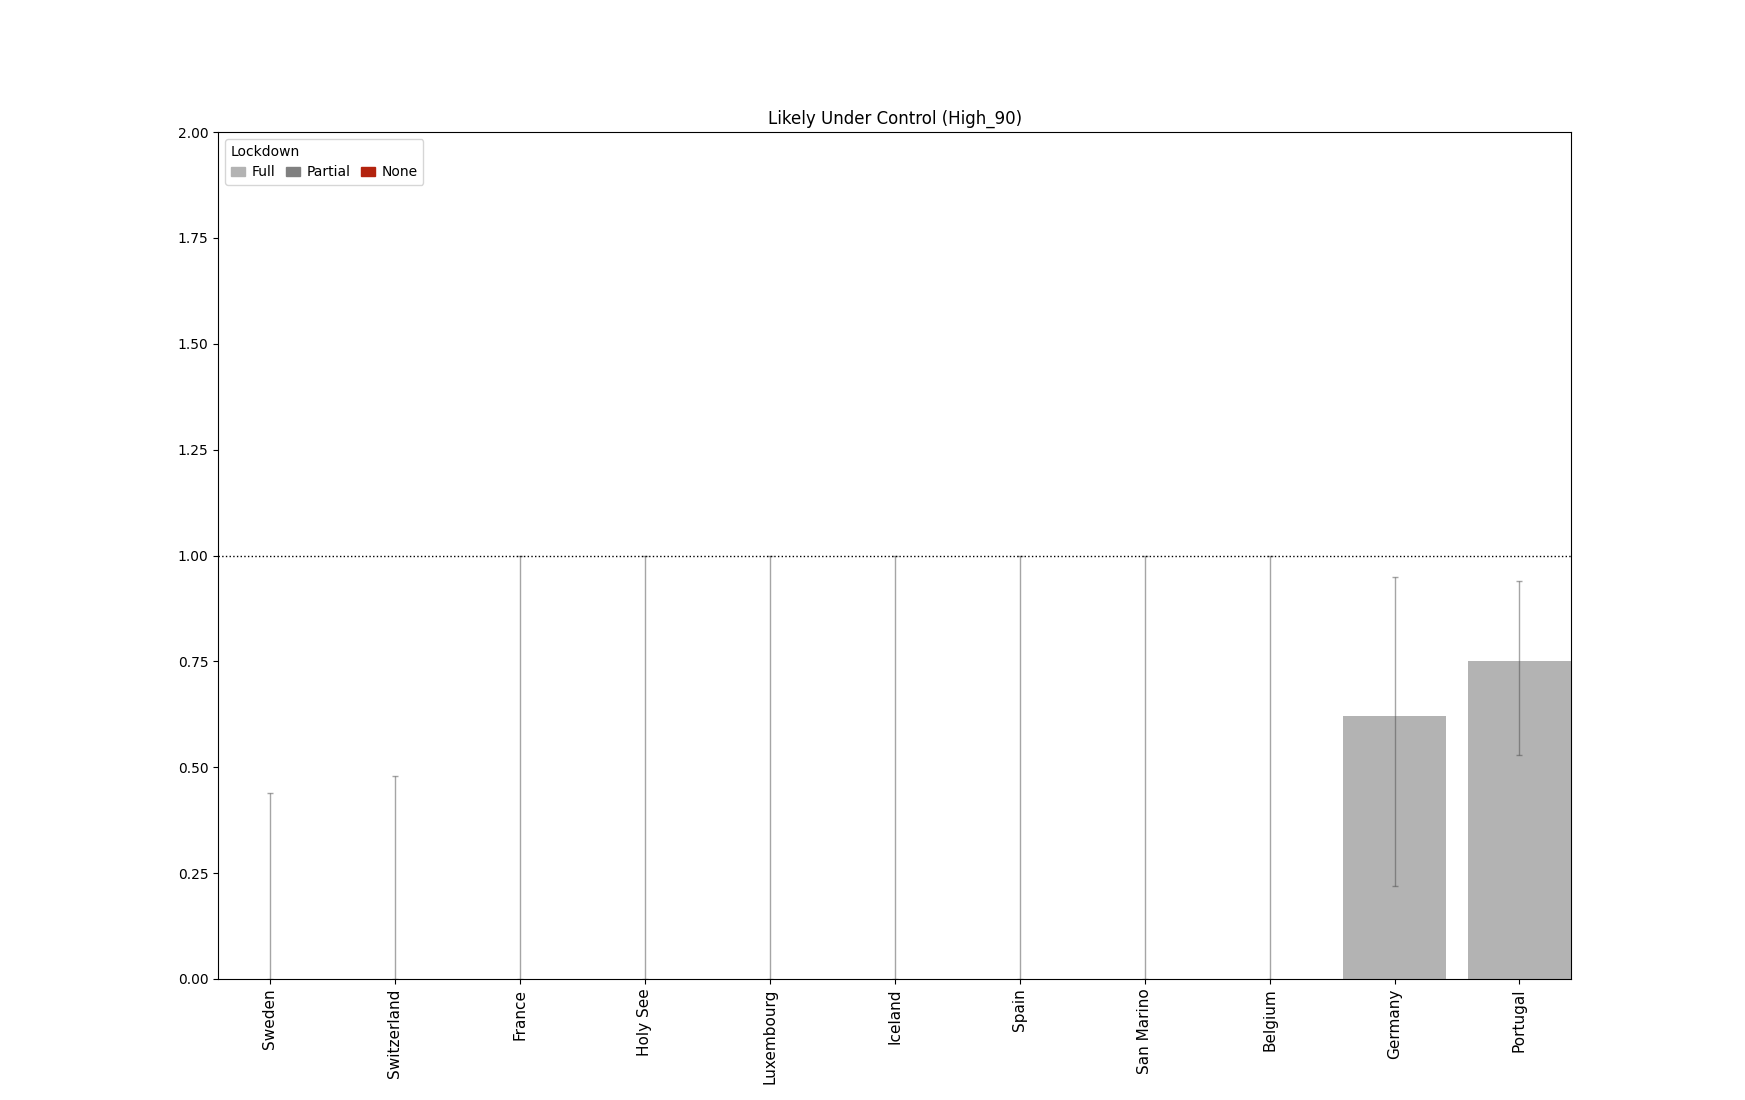 Likely Under Control (High_90)
2.00
1.75
1.50
1.25
1.00
0.75
0.50
0.25
0.00
Lockdown
Full Partial None
Sweden
Switzerland
France
Holy See
Luxembourg
Iceland
Spain
San Marino
Belgium
Germany
Portugal